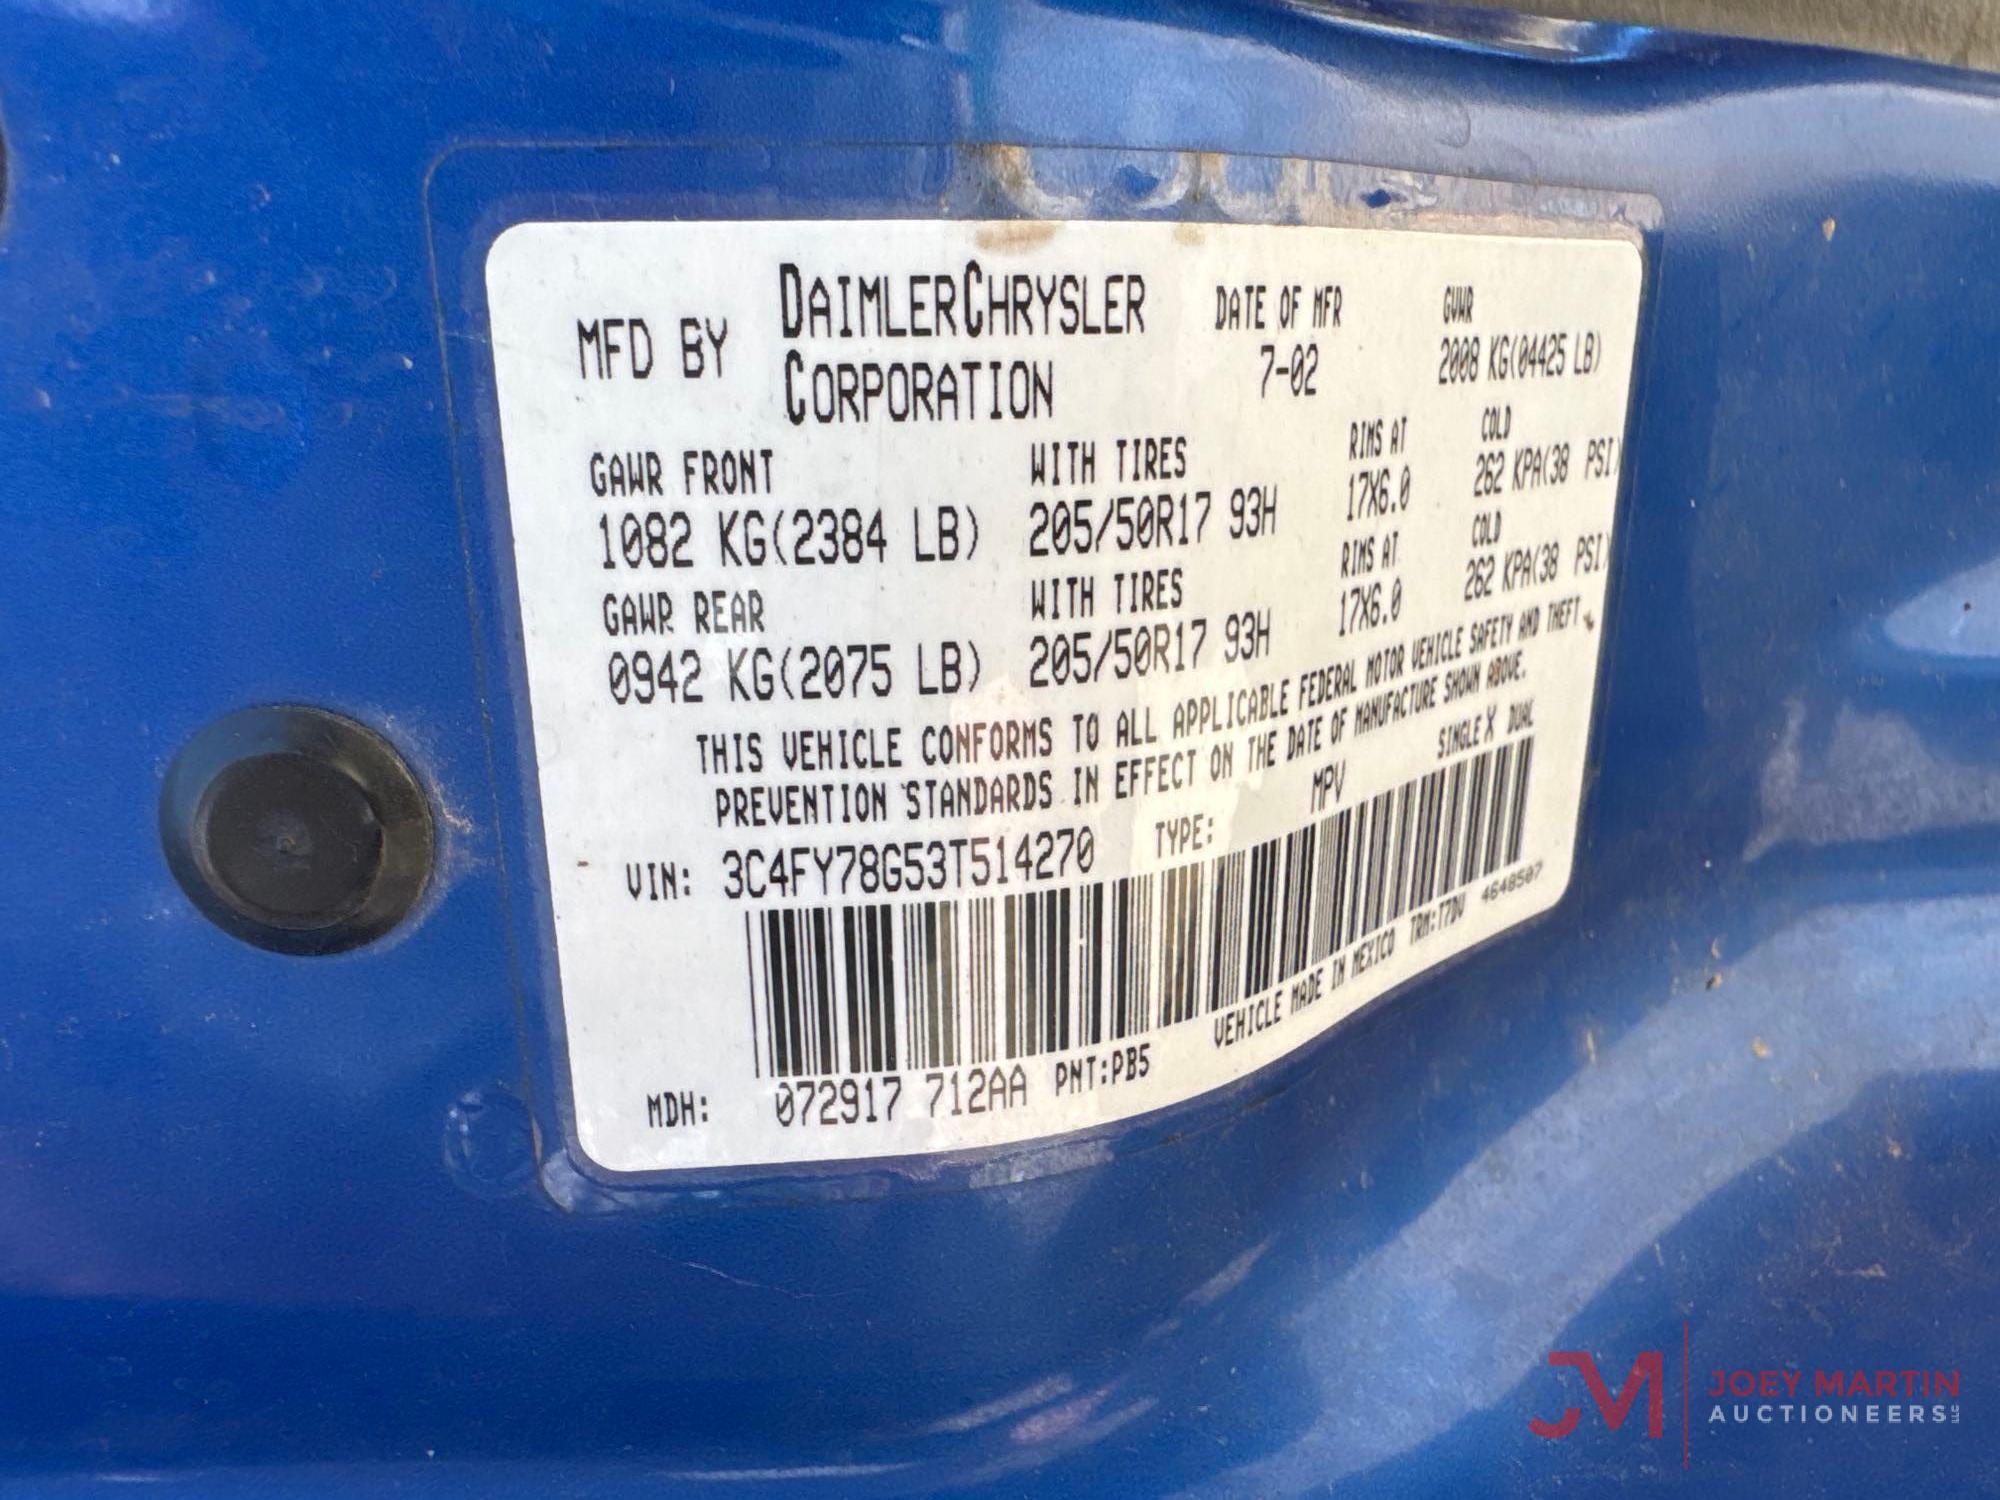 MFD BY DAIMLERCHRYSLER CORPORATION
DATE OF MFR 7-02
GVWR 2008 KG(04425 LB)
GAWR FRONT WITH TIRES RIMS AT COLD
1082 KG(2384 LB) 205/50R17 93H 17X6.0 262 KPA(38 PSI)
GAWR REAR WITH TIRES RIMS AT COLD
0942 KG(2075 LB) 205/50R17 93H 17X6.0 262 KPA(38 PSI)
THIS VEHICLE CONFORMS TO ALL APPLICABLE FEDERAL MOTOR VEHICLE SAFETY AND THEFT
PREVENTION STANDARDS IN EFFECT ON THE DATE OF MANUFACTURE SHOWN ABOVE.
VIN: 3C4FY78G53T514270 TYPE: MPV SINGLE X DUAL
MDH: 072917 712AA PNT:PB5 VEHICLE MADE IN MEXICO TRM:T7DV 4648507
JM JOEY MARTIN
AUCTIONEERS LLC